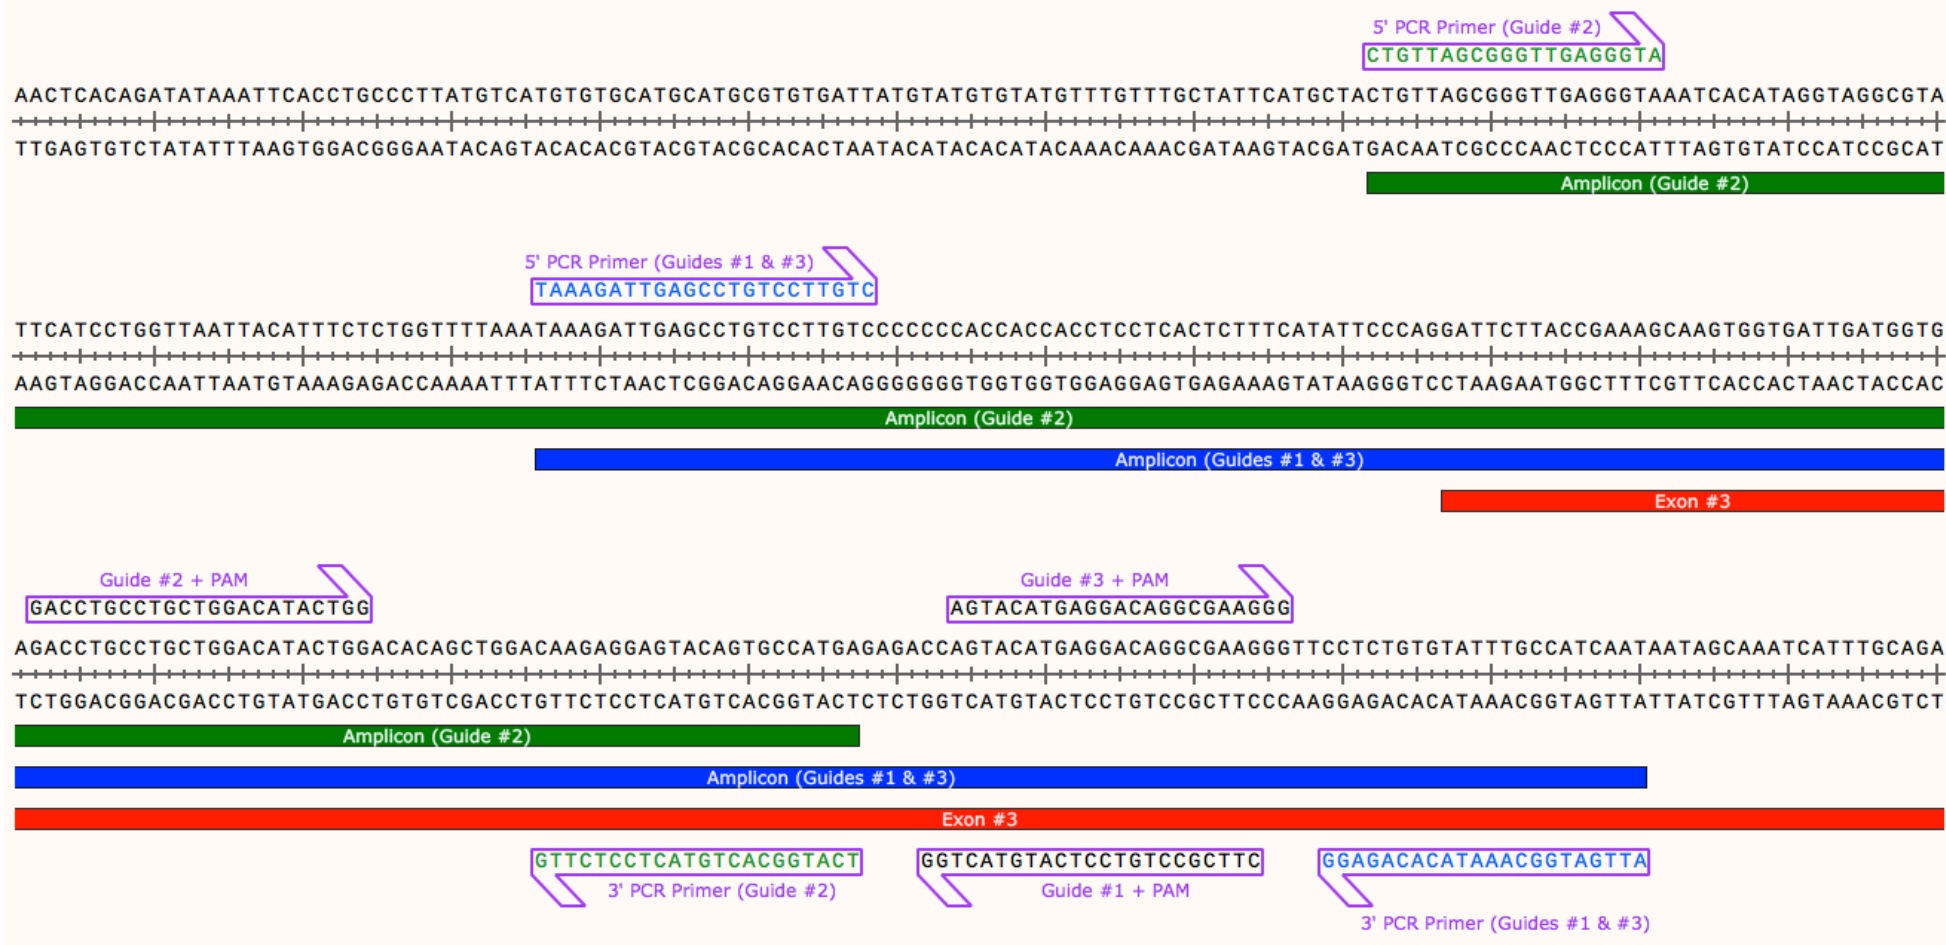 5' PCR Primer (Guide #2)
CTGTTAGCGGGTTGAGGGTA
AACTCACAGATATAAATTCACCTGCCCTTATGTCATGTGTGCATGCATGCGTGTGATTATGTATGTGTATGTTTGTTTGCTATTCATGCTACTGTTAGCGGGTTGAGGGTAAATCACATAGGTAGGCGTA
TTGAGTGTCTATATTTAAGTGGACGGGAATACAGTACACACGTACGTACGCACACTAATACATACACATACAAACAAACGATAAGTACGATGACAATCGCCCAACTCCCATTTAGTGTATCCATCCGCAT
Amplicon (Guide #2)
5' PCR Primer (Guides #1 & #3)
TAAAGATTGAGCCTGTCCTTGTC
TTCATCCTGGTTAATTACATTTCTCTGGTTTTAAATAAAGATTGAGCCTGTCCTTGTCCCCCCCACCACCACCTCCTCACTCTTTCATATTCCCAGGATTCTTACCGAAAGCAAGTGGTGATTGATGGTG
AAGTAGGACCAATTAATGTAAAGAGACCAAAATTTATTTCTAACTCGGACAGGAACAGGGGGGGTGGTGGTGGAGGAGTGAGAAAGTATAAGGGTCCTAAGAATGGCTTTCGTTCACCACTAACTACCAC
Amplicon (Guide #2)
Amplicon (Guides #1 & #3)
Exon #3
Guide #2 + PAM Guide #3 + PAM
GACCTGCCTGCTGGACATACTGG AGTACATGAGGACAGGCGAAGGG
AGACCTGCCTGCTGGACATACTGGACACAGCTGGACAAGAGGAGTACAGTGCCATGAGAGACCAGTACATGAGGACAGGCGAAGGGTTCCTCTGTGTATTTGCCATCAATAATAGCAAATCATTTGCAGA
TCTGGACGGACGACCTGTATGACCTGTGTCGACCTGTTCTCCTCATGTCACGGTACTCTCTGGTCATGTACTCCTGTCCGCTTCCCAAGGAGACACATAAACGGTAGTTATTATCGTTTAGTAAACGTCT
Amplicon (Guide #2)
Amplicon (Guides #1 & #3)
Exon #3
GTTCTCCTCATGTCACGGTACT GGTCATGTACTCCTGTCCGCTTC GGAGACACATAAACGGTAGTTA
3' PCR Primer (Guide #2) Guide #1 + PAM
3' PCR Primer (Guides #1 & #3)